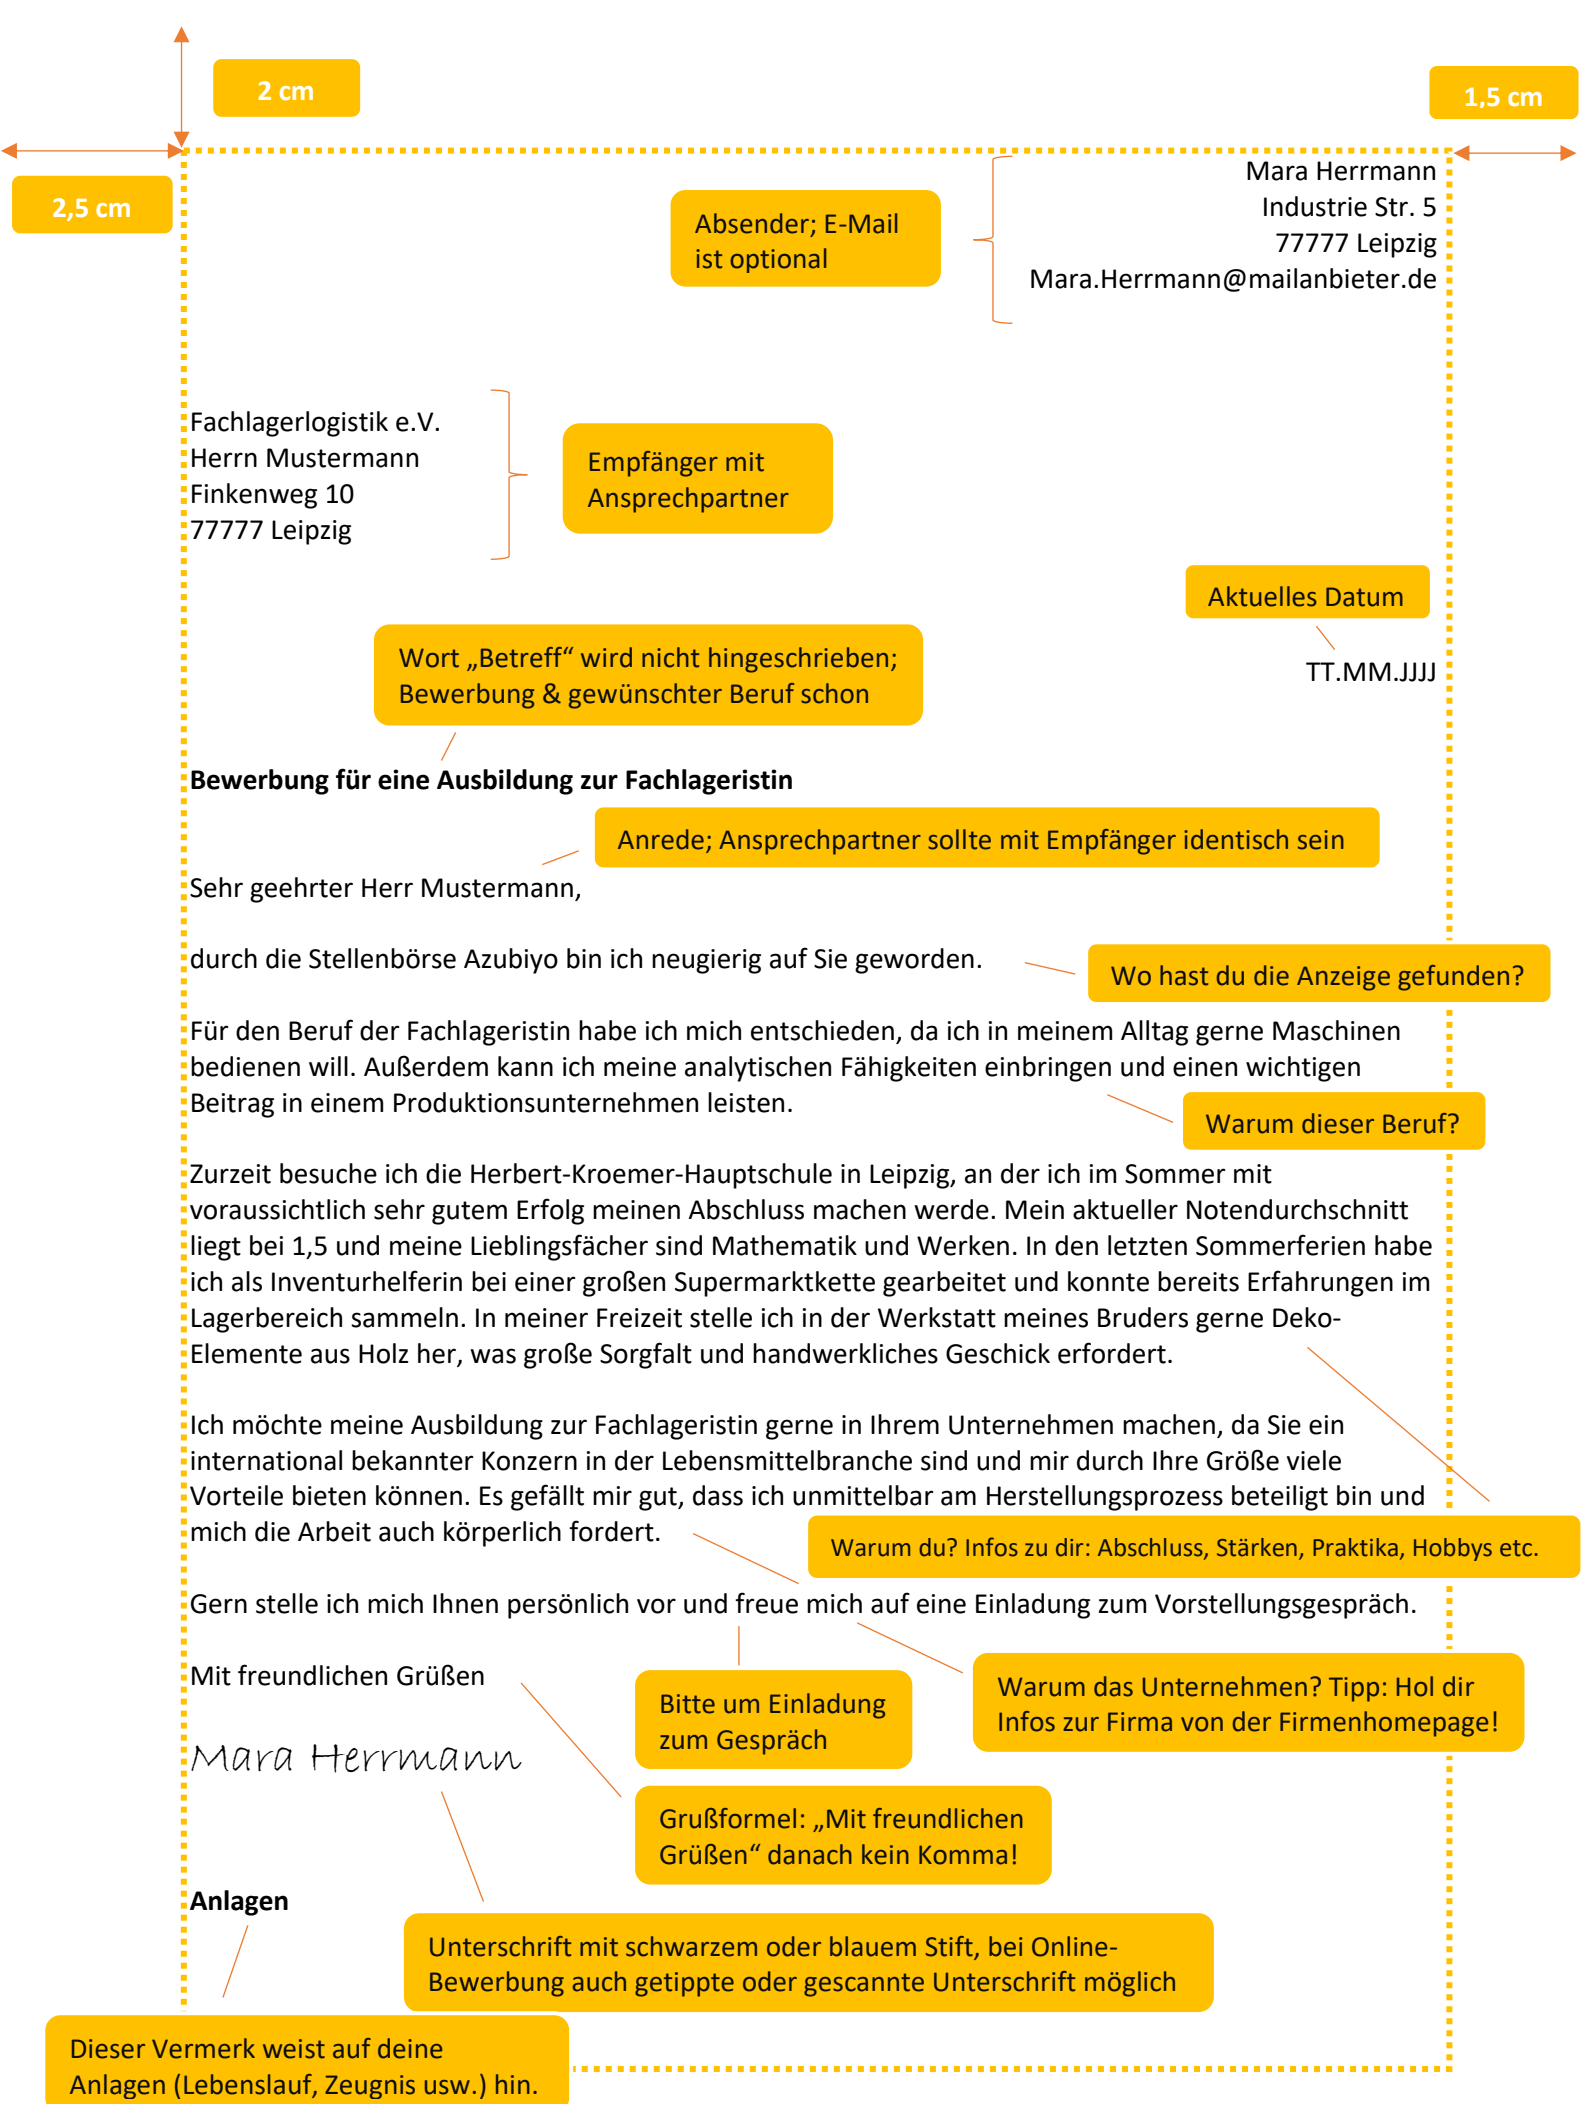 2 cm
1,5 cm
2,5 cm
Mara Herrmann
Industrie Str. 5
77777 Leipzig
Mara.Herrmann@mailanbieter.de
Absender; E-Mail
ist optional
Fachlagerlogistik e.V.
Herrn Mustermann
Finkenweg 10
77777 Leipzig
Empfänger mit
Ansprechpartner
Aktuelles Datum
TT.MM.JJJJ
Wort „Betreff“ wird nicht hingeschrieben;
Bewerbung & gewünschter Beruf schon
Bewerbung für eine Ausbildung zur Fachlageristin
Anrede; Ansprechpartner sollte mit Empfänger identisch sein
Sehr geehrter Herr Mustermann,
durch die Stellenbörse Azubiyo bin ich neugierig auf Sie geworden.
Wo hast du die Anzeige gefunden?
Für den Beruf der Fachlageristin habe ich mich entschieden, da ich in meinem Alltag gerne Maschinen
bedienen will. Außerdem kann ich meine analytischen Fähigkeiten einbringen und einen wichtigen
Beitrag in einem Produktionsunternehmen leisten.
Warum dieser Beruf?
Zurzeit besuche ich die Herbert-Kroemer-Hauptschule in Leipzig, an der ich im Sommer mit
voraussichtlich sehr gutem Erfolg meinen Abschluss machen werde. Mein aktueller Notendurchschnitt
liegt bei 1,5 und meine Lieblingsfächer sind Mathematik und Werken. In den letzten Sommerferien habe
ich als Inventurhelferin bei einer großen Supermarktkette gearbeitet und konnte bereits Erfahrungen im
Lagerbereich sammeln. In meiner Freizeit stelle ich in der Werkstatt meines Bruders gerne Deko-
Elemente aus Holz her, was große Sorgfalt und handwerkliches Geschick erfordert.
Ich möchte meine Ausbildung zur Fachlageristin gerne in Ihrem Unternehmen machen, da Sie ein
international bekannter Konzern in der Lebensmittelbranche sind und mir durch Ihre Größe viele
Vorteile bieten können. Es gefällt mir gut, dass ich unmittelbar am Herstellungsprozess beteiligt bin und
mich die Arbeit auch körperlich fordert.
Warum du? Infos zu dir: Abschluss, Stärken, Praktika, Hobbys etc.
Gern stelle ich mich Ihnen persönlich vor und freue mich auf eine Einladung zum Vorstellungsgespräch.
Mit freundlichen Grüßen
Bitte um Einladung
zum Gespräch
Warum das Unternehmen? Tipp: Hol dir
Infos zur Firma von der Firmenhomepage!
Mara Herrmann
Grußformel: „Mit freundlichen
Grüßen“ danach kein Komma!
Anlagen
Unterschrift mit schwarzem oder blauem Stift, bei Online-
Bewerbung auch getippte oder gescannte Unterschrift möglich
Dieser Vermerk weist auf deine
Anlagen (Lebenslauf, Zeugnis usw.) hin.